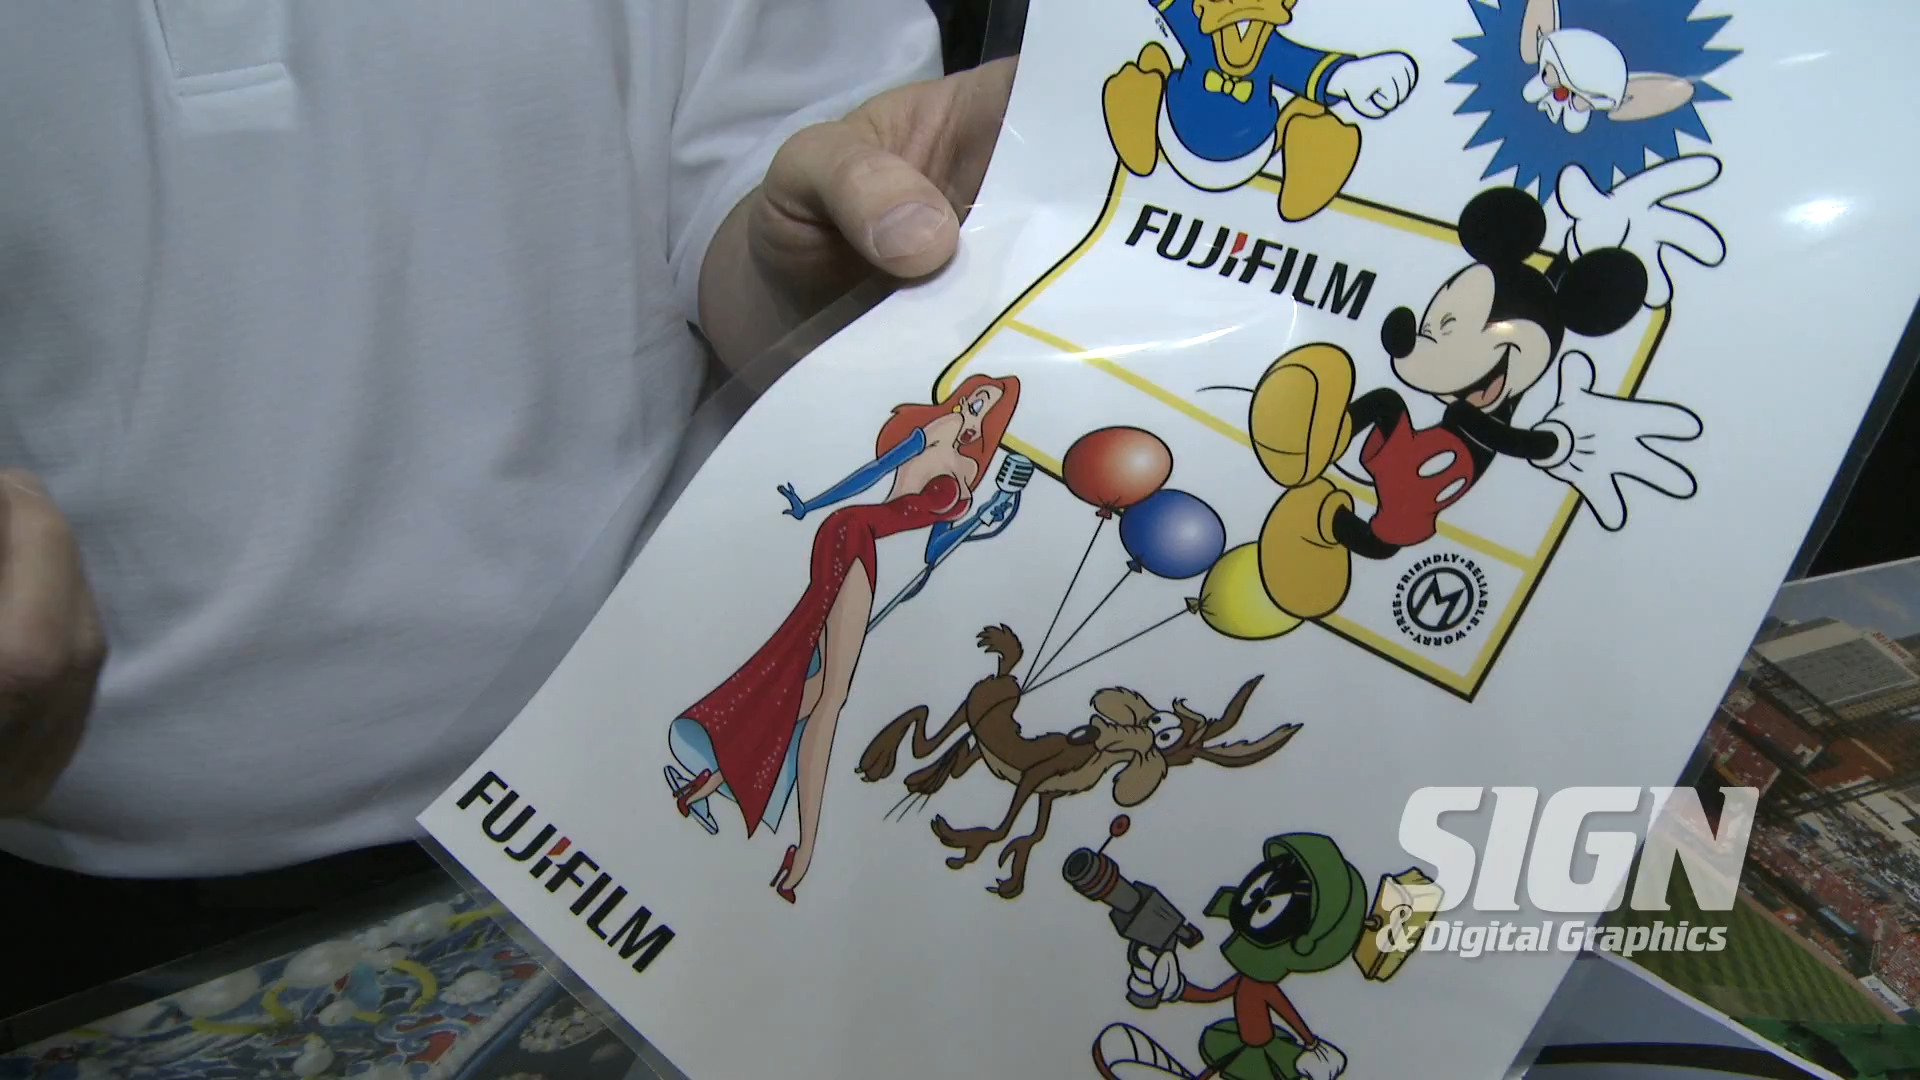 FUJIFILM
FRIENDLY • RELIABLE • WORRY-FREE •
M
FUJIFILM
SIGN
& Digital Graphics